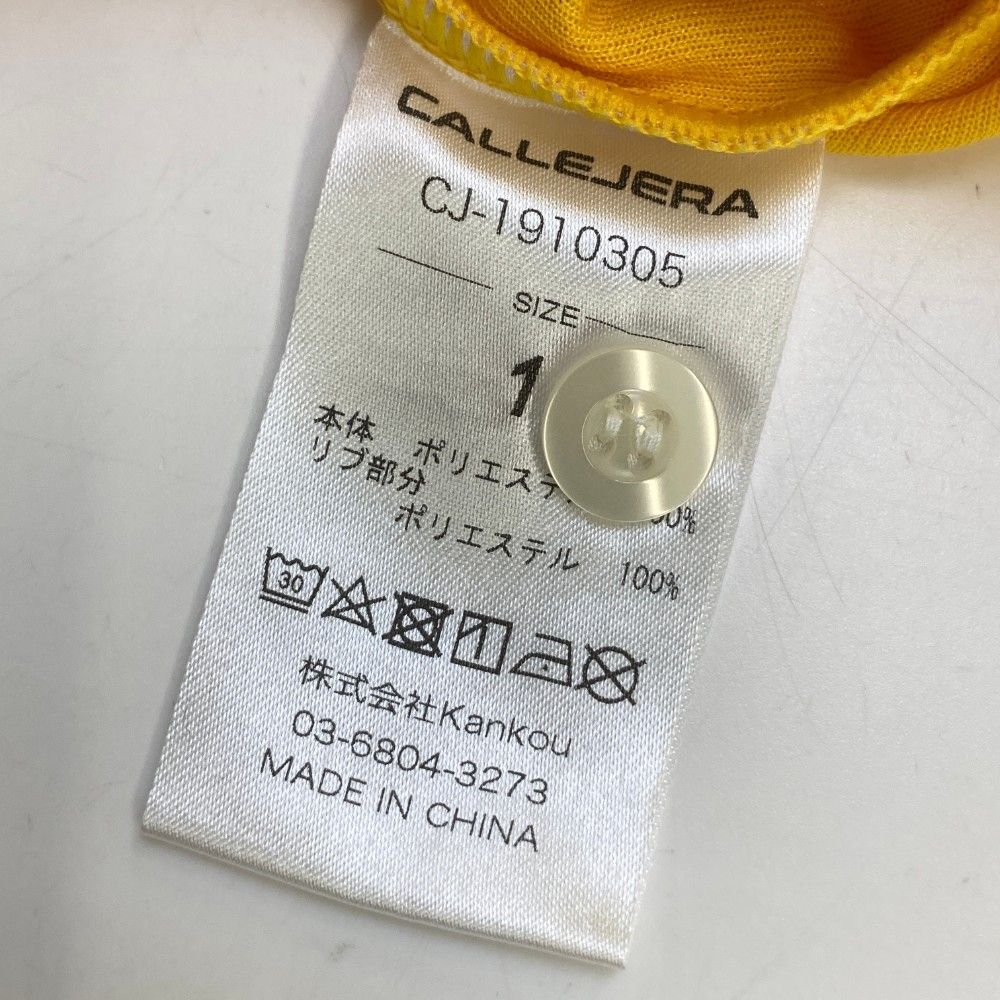 CALLEJERA
CJ-1910305
SIZE
1
本体 ポリエステ
リブ部分
ポリエステル 100%
30
株式会社Kankou
03-6804-3273
MADE IN CHINA